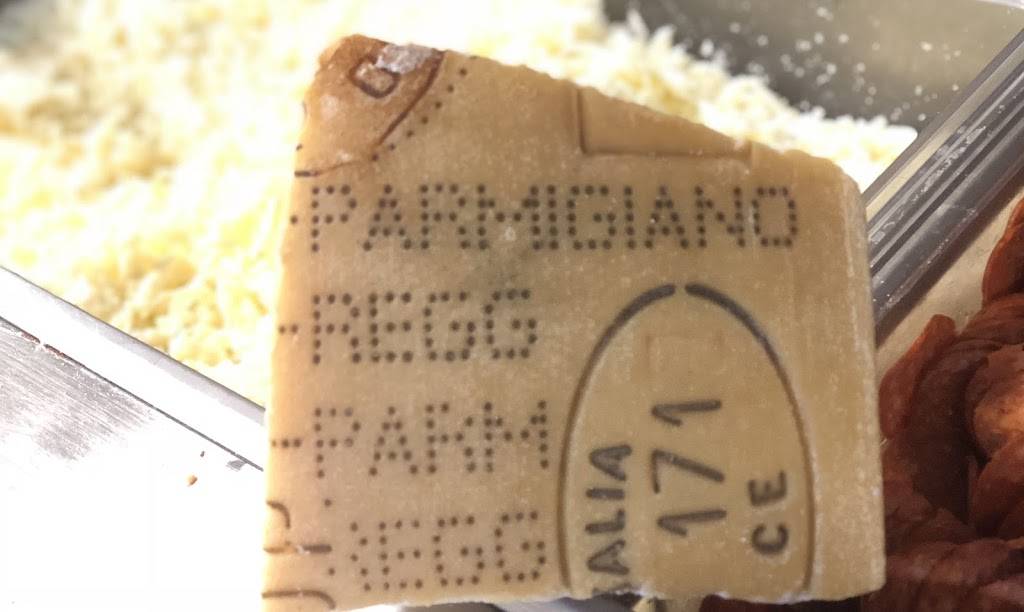 -PARMIGIANO
-REGG
-PARM
REGG
ALIA
171
CE